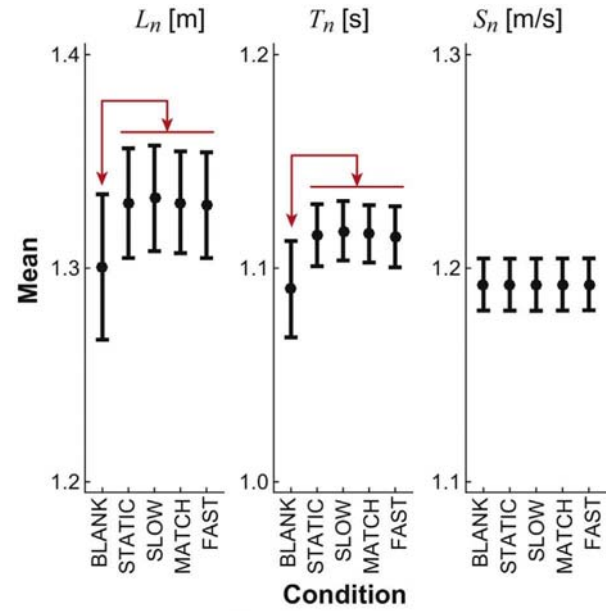 Lₙ [m]
Tₙ [s]
Sₙ [m/s]
Mean
1.4
1.3
1.2
1.2
1.1
1.0
1.3
1.2
1.1
BLANK
STATIC
SLOW
MATCH
FAST
BLANK
STATIC
SLOW
MATCH
FAST
BLANK
STATIC
SLOW
MATCH
FAST
Condition